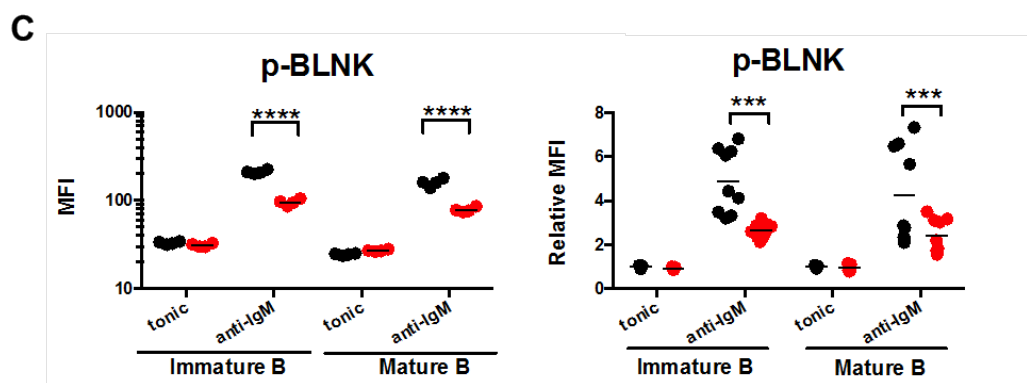 C
p-BLNK
MFI
1000
100
10
****
****
tonic
anti-IgM
tonic
anti-IgM
Immature B
Mature B
p-BLNK
Relative MFI
8
6
4
2
0
***
***
tonic
anti-IgM
tonic
anti-IgM
Immature B
Mature B